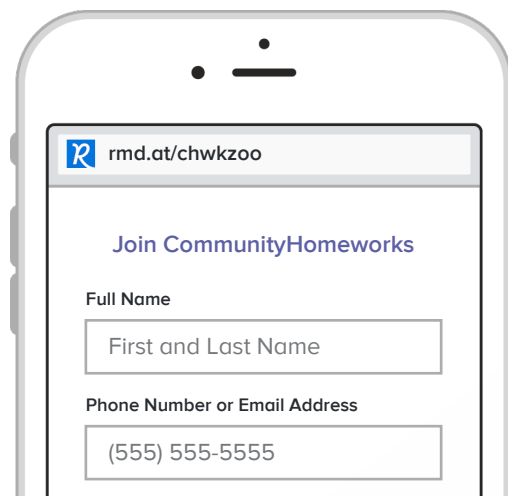 rmd.at/chwkzoo
Join CommunityHomeworks
Full Name
First and Last Name
Phone Number or Email Address
(555) 555-5555